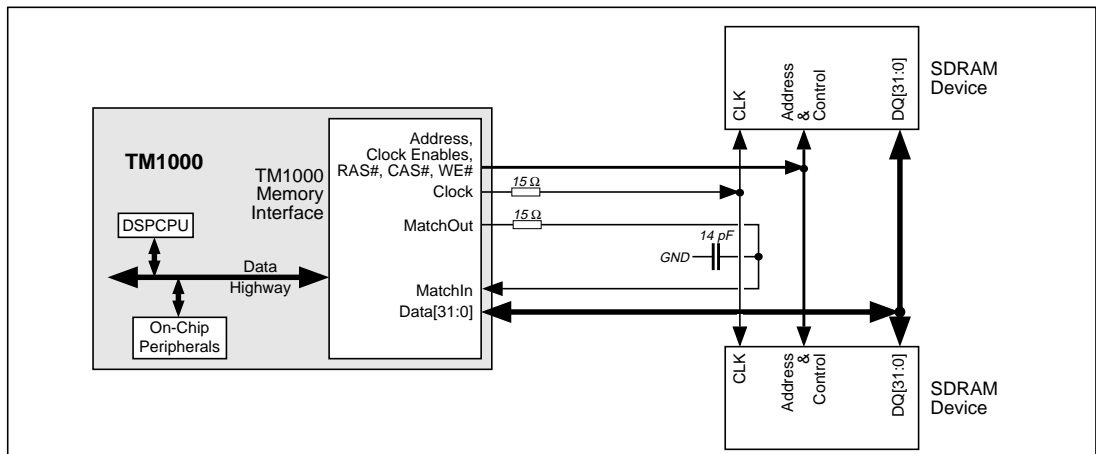 TM1000
DSPCPU
Data
Highway
On-Chip
Peripherals
TM1000
Memory
Interface
Address,
Clock Enables,
RAS#, CAS#, WE#
Clock
MatchOut
MatchIn
Data[31:0]
15 Ω
15 Ω
14 pF
GND
CLK
Address
& Control
DQ[31:0]
SDRAM
Device
CLK
Address
& Control
DQ[31:0]
SDRAM
Device